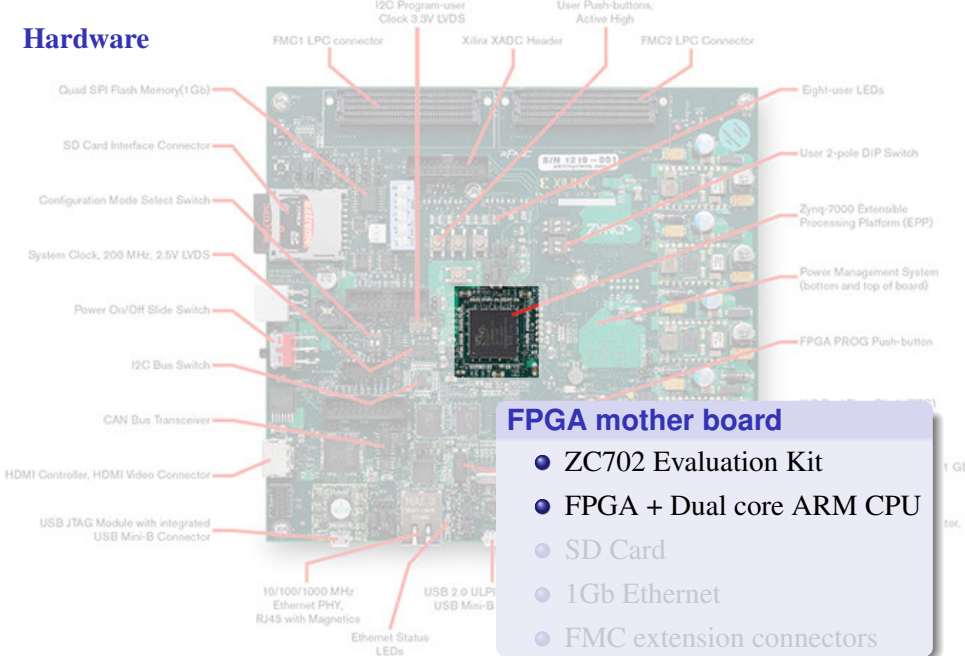 Hardware
I2C Program-user
Clock 3.3V LVDS
User Push-buttons,
Active High
FMC1 LPC connector
Xilinx XADC Header
FMC2 LPC Connector
Quad SPI Flash Memory(1Gb)
Eight-user LEDs
SD Card Interface Connector
User 2-pole DIP Switch
Configuration Mode Select Switch
Zynq-7000 Extensible
Processing Platform (EPP)
System Clock, 200 MHz, 2.5V LVDS
Power Management System
(bottom and top of board)
Power On/Off Slide Switch
FPGA PROG Push-button
I2C Bus Switch
CAN Bus Transceiver
HDMI Controller, HDMI Video Connector
USB JTAG Module with integrated
USB Mini-B Connector
10/100/1000 MHz
Ethernet PHY,
RJ45 with Magnetics
USB 2.0 ULPI
USB Mini-B
Ethernet Status
LEDs
S/N 1219-001
XILINX
ZYNQ
FPGA mother board
ZC702 Evaluation Kit
FPGA + Dual core ARM CPU
SD Card
1Gb Ethernet
FMC extension connectors